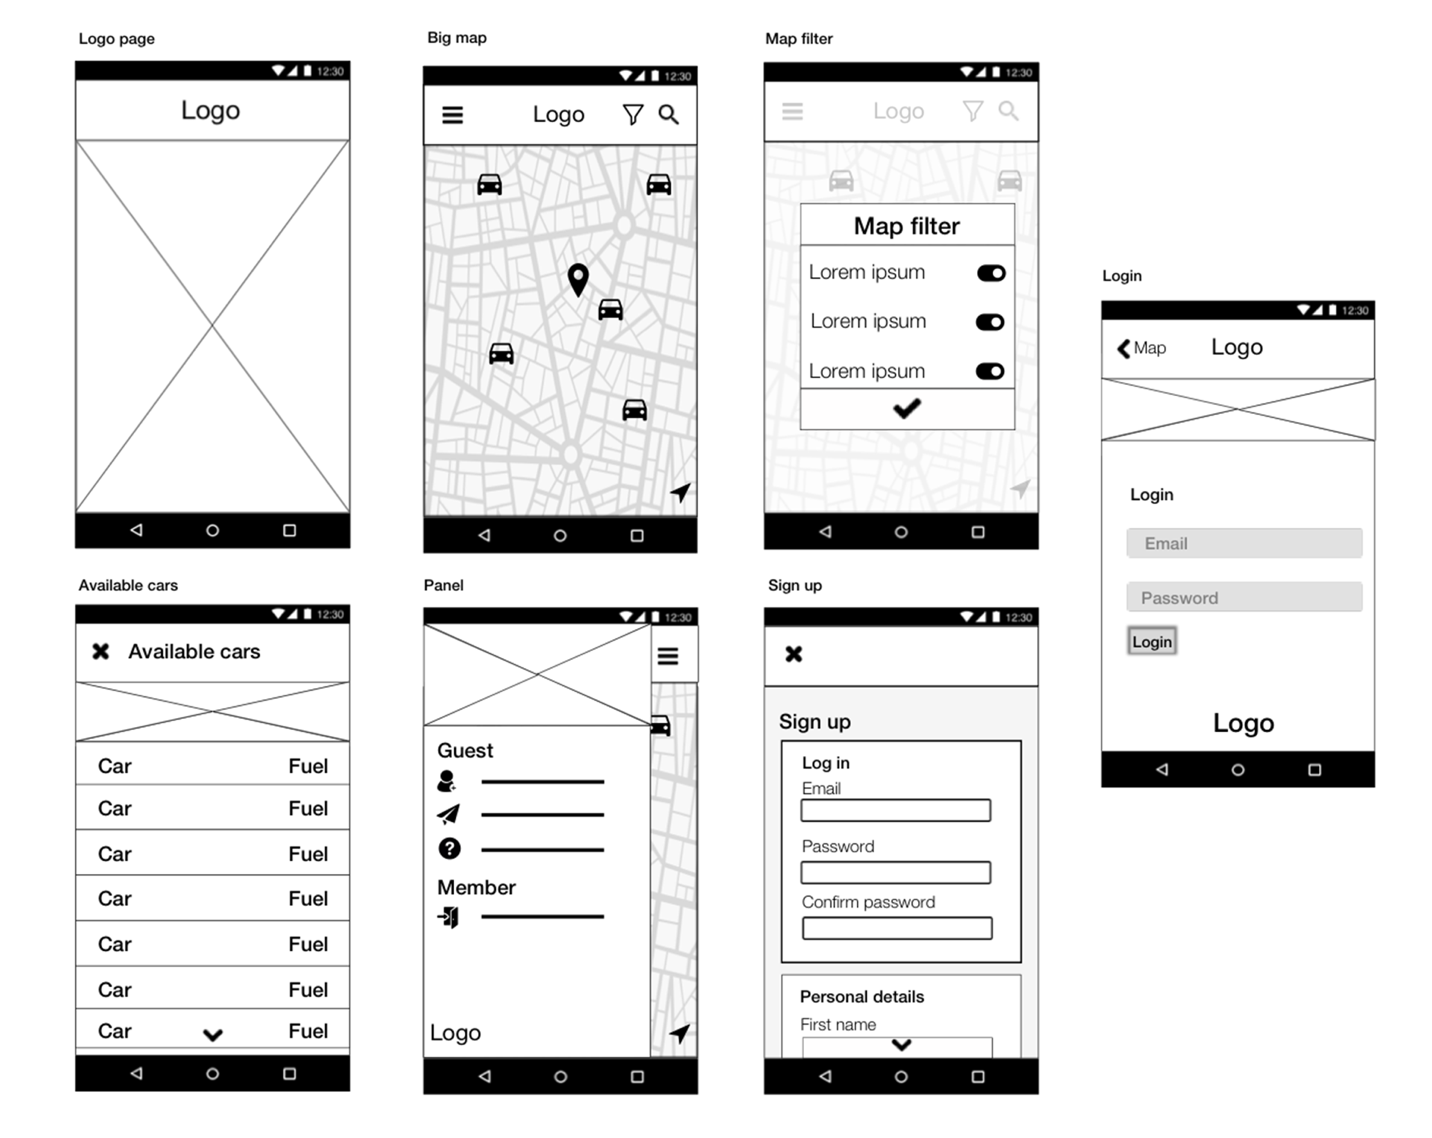 Logo page
12:30
Logo
Big map
12:30
Logo
Map filter
12:30
Logo
Map filter
Lorem ipsum
Lorem ipsum
Lorem ipsum
Login
12:30
Map
Logo
Login
Email
Password
Login
Logo
Available cars
12:30
Available cars
Car Fuel
Car Fuel
Car Fuel
Car Fuel
Car Fuel
Car Fuel
Car Fuel
Panel
12:30
Guest
Member
Logo
Sign up
12:30
Sign up
Log in
Email
Password
Confirm password
Personal details
First name